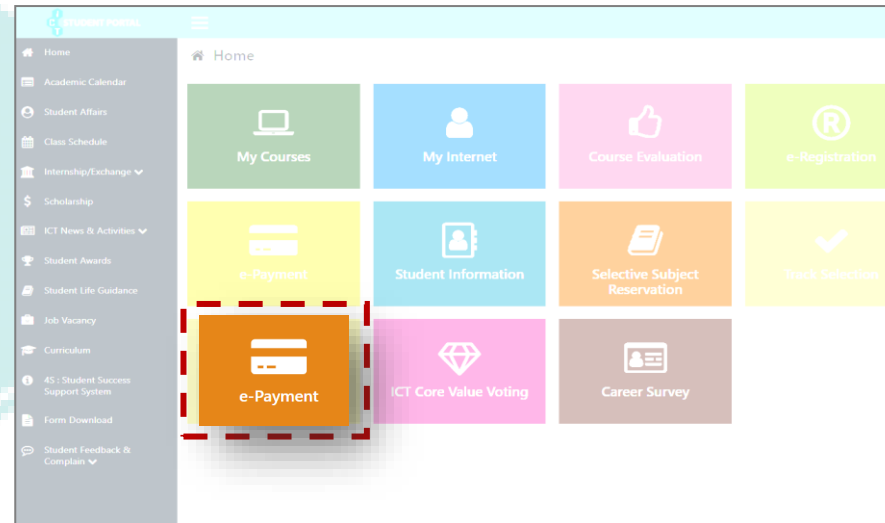 STUDENT PORTAL
Home
Academic Calendar
Student Affairs
Class Schedule
Internship/Exchange
Scholarship
ICT News & Activities
Student Awards
Student Life Guidance
Job Vacancy
Curriculum
4S : Student Success
Support System
Form Download
Student Feedback &
Complain
Home
My Courses
My Internet
Course Evaluation
e-Registration
e-Payment
Student Information
Selective Subject
Reservation
Track Selection
e-Payment
ICT Core Value Voting
Career Survey